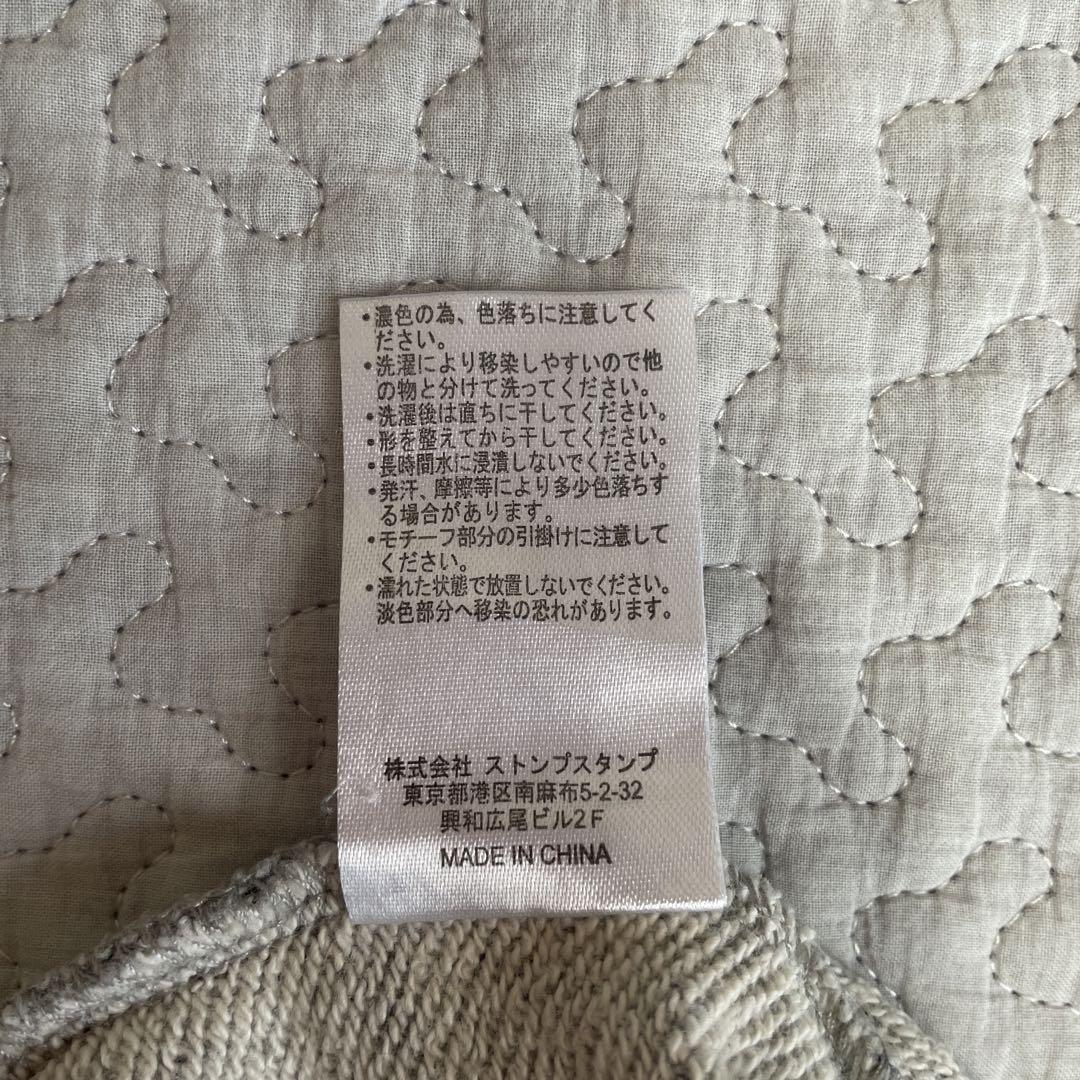 ・濃色の為、色落ちに注意してく
ださい。
・洗濯により移染しやすいので他
の物と分けて洗ってください。
・洗濯後は直ちに干してください。
・形を整えてから干してください。
・長時間水に浸漬しないでください。
・発汗、摩擦等により多少色落ちす
る場合があります。
・モチーフ部分の引掛けに注意して
ください。
・濡れた状態で放置しないでください。
淡色部分へ移染の恐れがあります。
株式会社 ストンプスタンプ
東京都港区南麻布5-2-32
興和広尾ビル2F
MADE IN CHINA